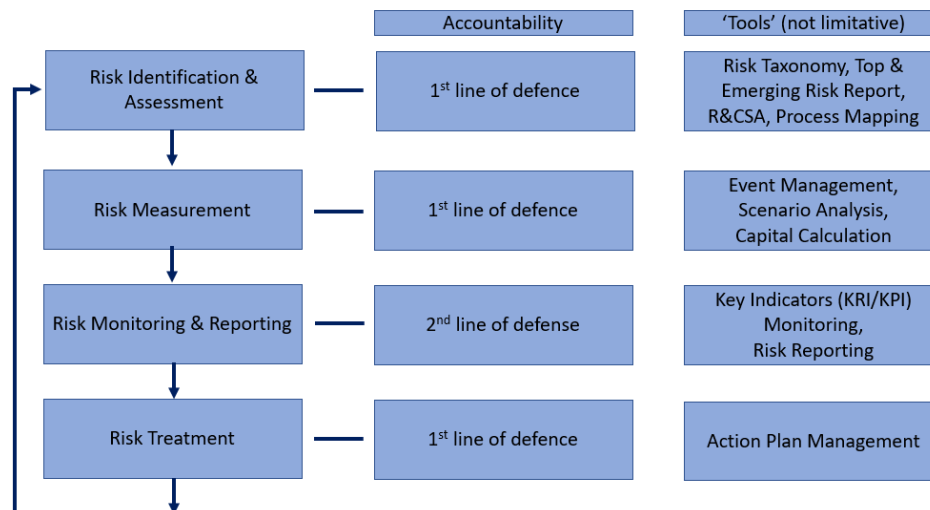 Accountability
‘Tools’ (not limitative)
Risk Identification &
Assessment
1st line of defence
Risk Taxonomy, Top &
Emerging Risk Report,
R&CSA, Process Mapping
Risk Measurement
1st line of defence
Event Management,
Scenario Analysis,
Capital Calculation
Risk Monitoring & Reporting
2nd line of defense
Key Indicators (KRI/KPI)
Monitoring,
Risk Reporting
Risk Treatment
1st line of defence
Action Plan Management